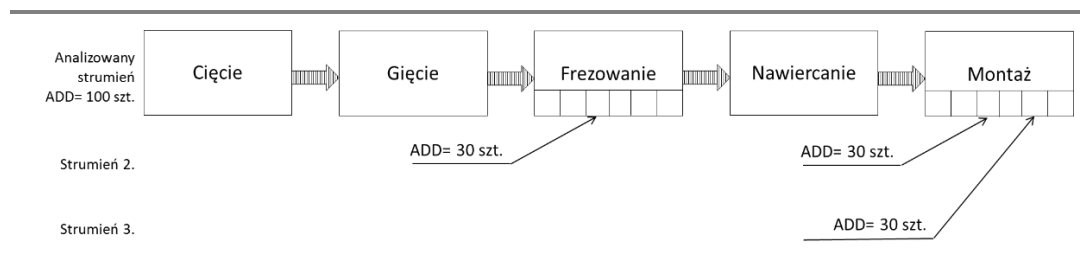 Analizowany
strumień
ADD= 100 szt.
Cięcie
Gięcie
Frezowanie
Nawiercanie
Montaż
Strumień 2.
ADD= 30 szt.
ADD= 30 szt.
Strumień 3.
ADD= 30 szt.